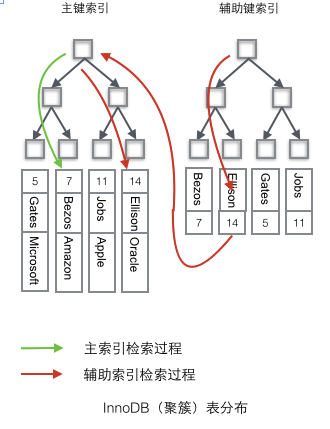 主键索引
辅助键索引
5 7 11 14
Gates Bezos Jobs Ellison
Microsoft Amazon Apple Oracle
Bezos Ellison Gates Jobs
7 14 5 11
主索引检索过程
辅助索引检索过程
InnoDB（聚簇）表分布